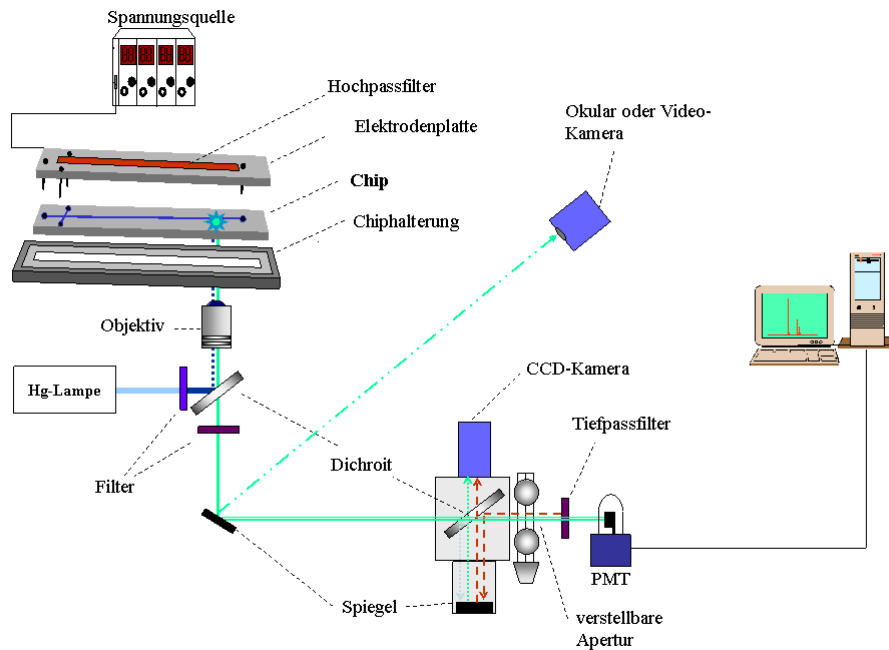 Spannungsquelle
Hochpassfilter
Elektrodenplatte
Chip
Chiphalterung
Okular oder Video-
Kamera
Objektiv
Hg-Lampe
CCD-Kamera
Tiefpassfilter
Filter
Dichroit
PMT
Spiegel
verstellbare
Apertur